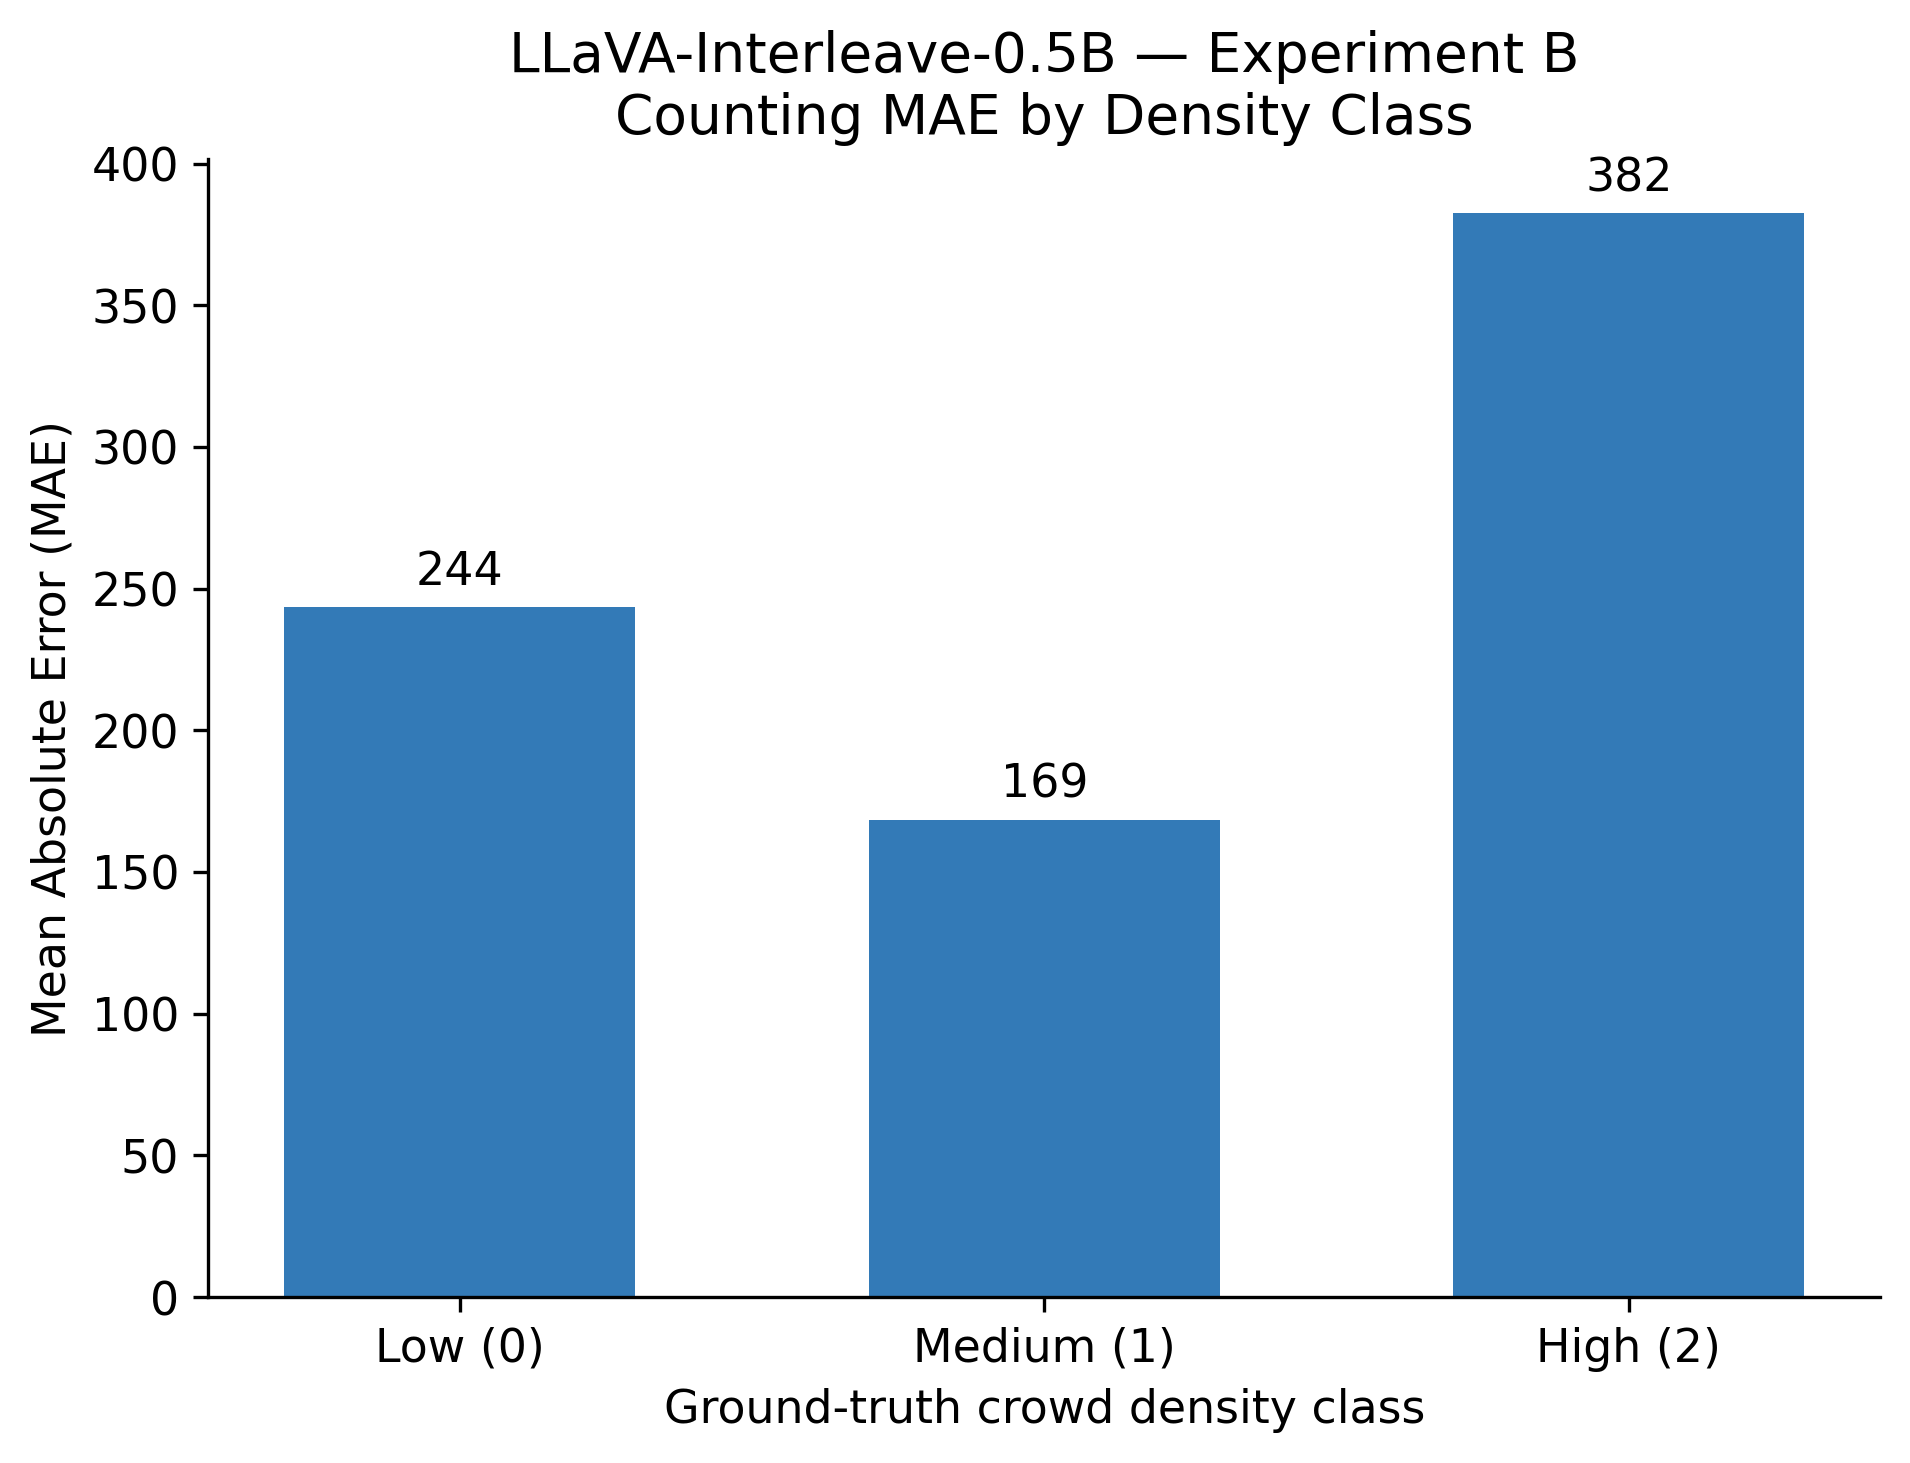 LLaVA-Interleave-0.5B — Experiment B
Counting MAE by Density Class
400
350
300
250
200
150
100
50
0
Mean Absolute Error (MAE)
244
169
382
Low (0)
Medium (1)
High (2)
Ground-truth crowd density class